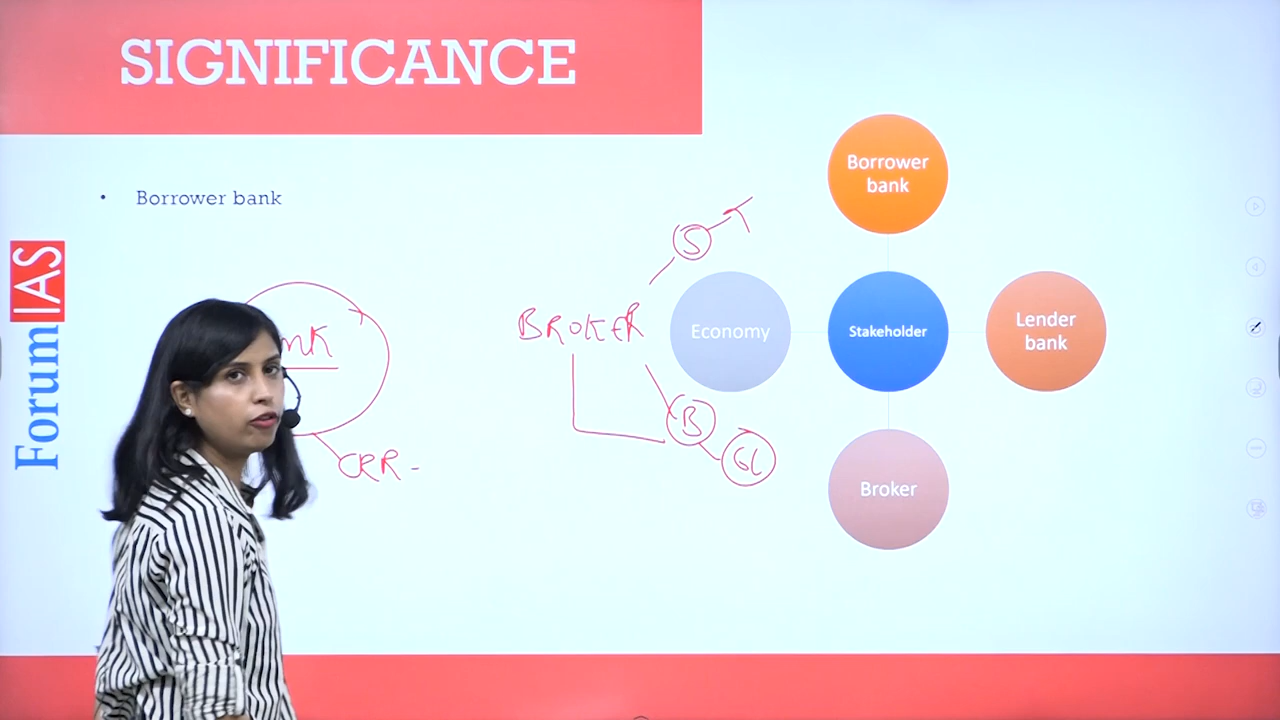 SIGNIFICANCE
• Borrower bank
Forum IAS
CRR -
BROKER
S
B
GL
Borrower
bank
Economy
Stakeholder
Lender
bank
Broker